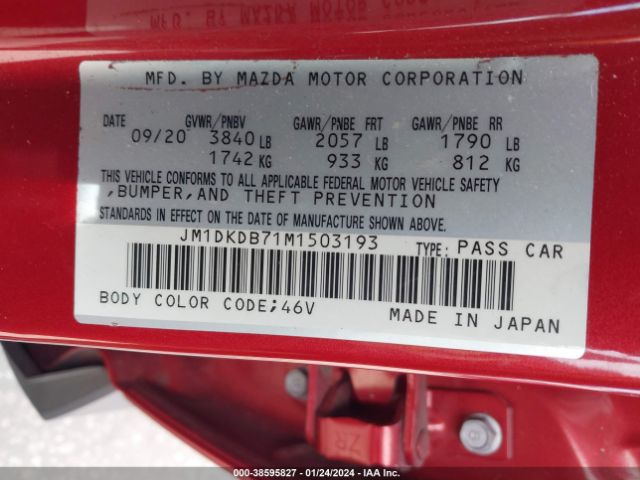 MFD. BY MAZDA MOTOR CORPORATION
DATE GVWR/PNBV GAWR/PNBE FRT GAWR/PNBE RR
09/20 3840 LB 2057 LB 1790 LB
1742 KG 933 KG 812 KG
THIS VEHICLE CONFORMS TO ALL APPLICABLE FEDERAL MOTOR VEHICLE SAFETY
,BUMPER,AND THEFT PREVENTION
STANDARDS IN EFFECT ON THE DATE OF MANUFACTURE SHOWN ABOVE.
JM1DKDB71M1503193 TYPE: PASS CAR
BODY COLOR CODE;46V MADE IN JAPAN
ZR
000-38595827 - 01/24/2024 - IAA Inc.